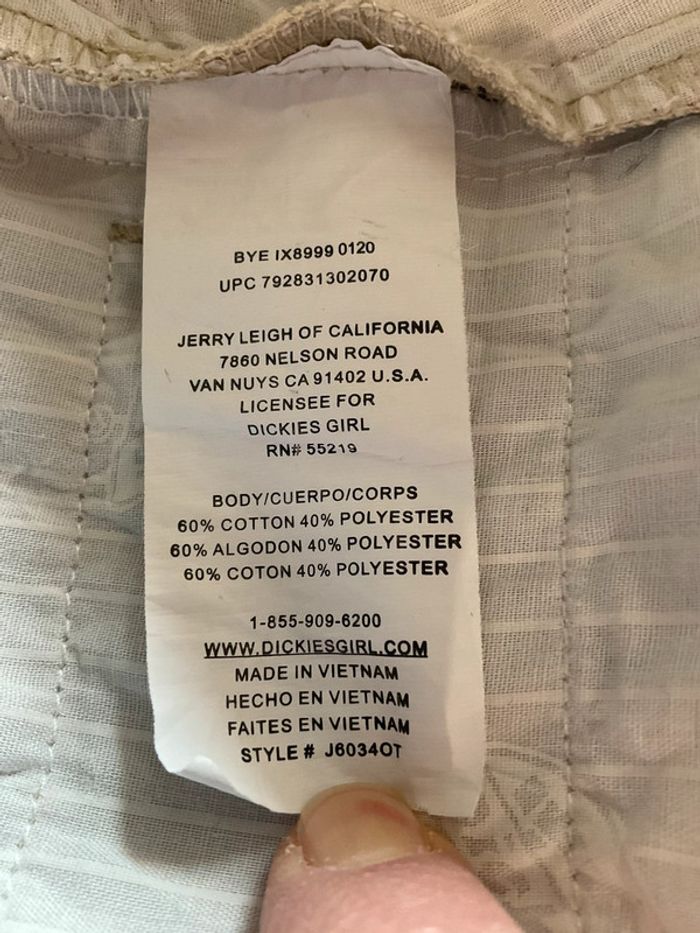 BYE IX8999 0120
UPC 792831302070
JERRY LEIGH OF CALIFORNIA
7860 NELSON ROAD
VAN NUYS CA 91402 U.S.A.
LICENSEE FOR
DICKIES GIRL
RN# 55219
BODY/CUERPO/CORPS
60% COTTON 40% POLYESTER
60% ALGODON 40% POLYESTER
60% COTON 40% POLYESTER
1-855-909-6200
WWW.DICKIESGIRL.COM
MADE IN VIETNAM
HECHO EN VIETNAM
FAITES EN VIETNAM
STYLE # J6034OT